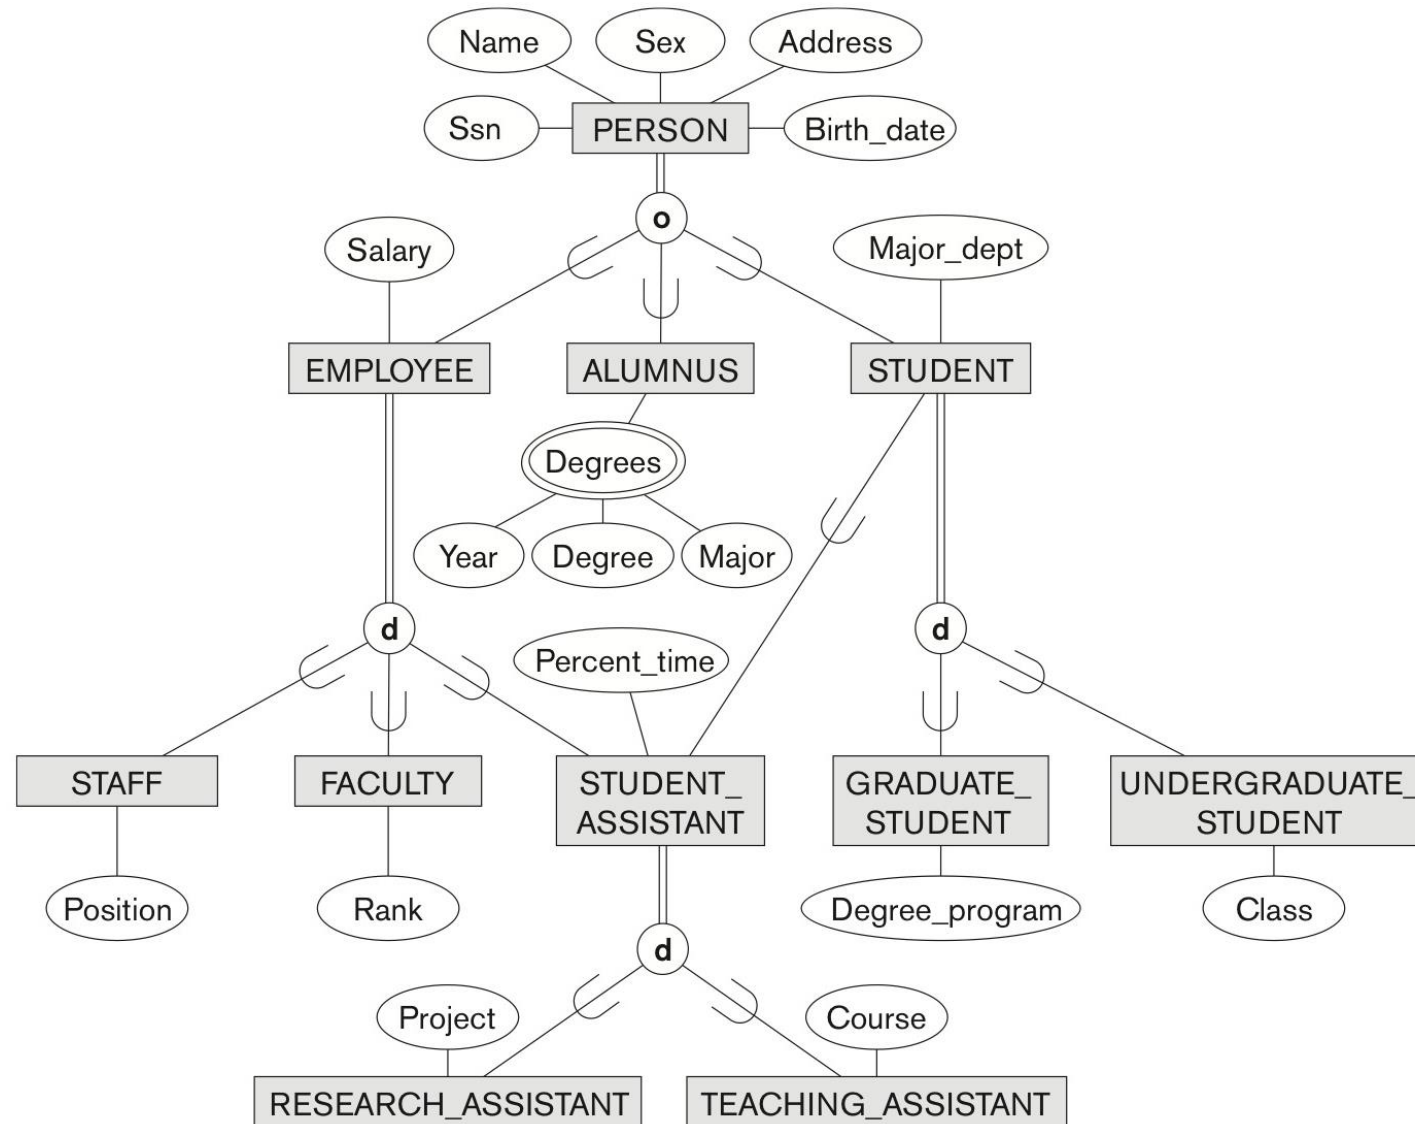 Name
Sex
Address
Ssn
PERSON
Birth_date
o
Salary
Major_dept
EMPLOYEE
ALUMNUS
STUDENT
Degrees
Year
Degree
Major
d
d
Percent_time
STAFF
FACULTY
STUDENT_
ASSISTANT
GRADUATE_
STUDENT
UNDERGRADUATE_
STUDENT
Position
Rank
Degree_program
Class
d
Project
Course
RESEARCH_ASSISTANT
TEACHING_ASSISTANT